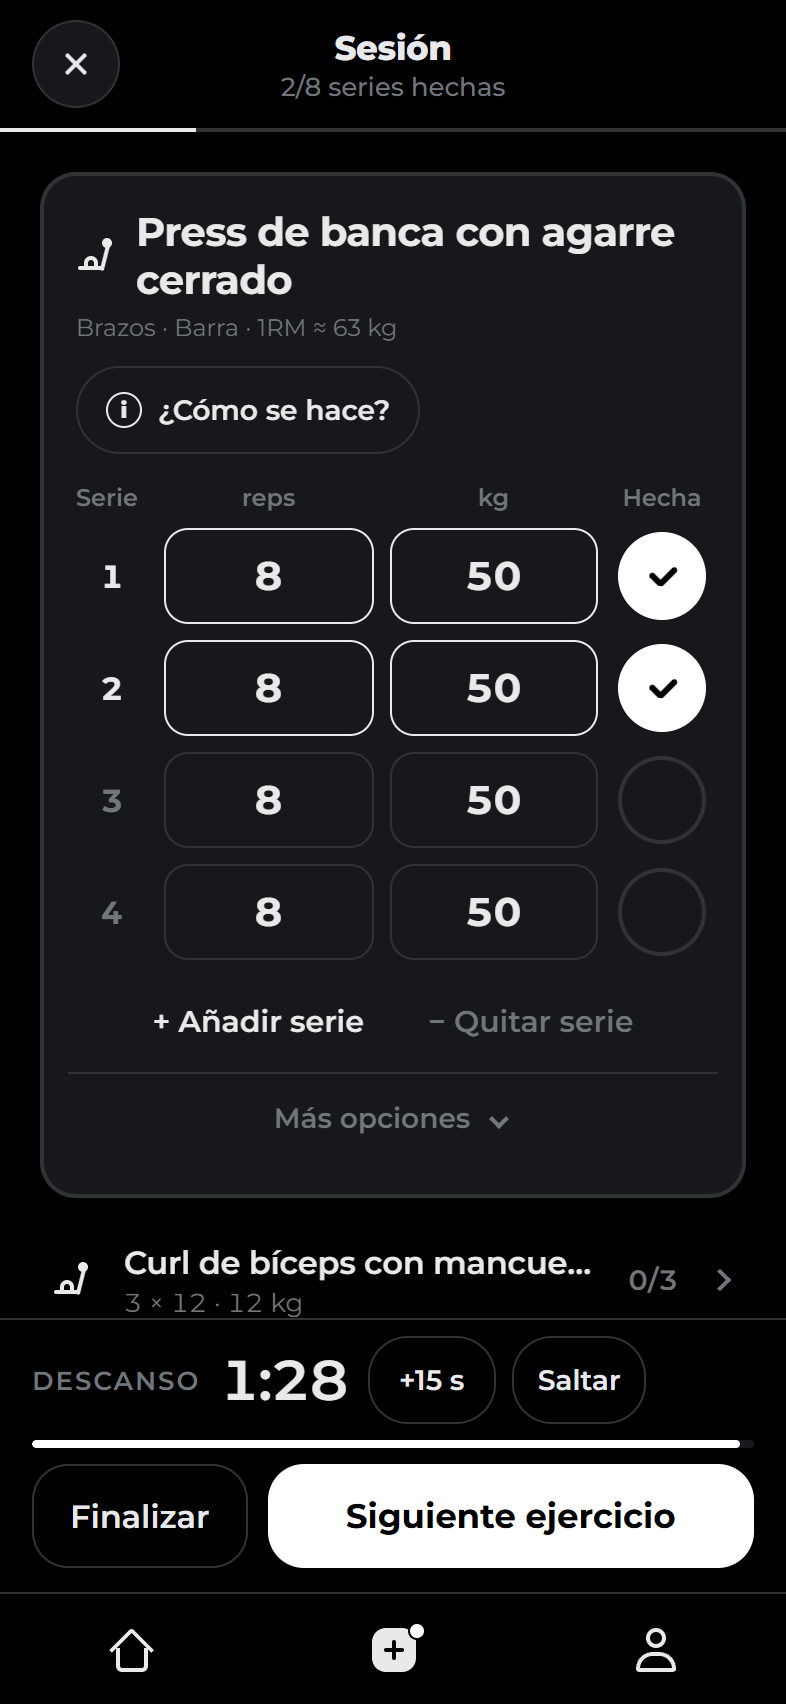 Sesión
2/8 series hechas
Press de banca con agarre
cerrado
Brazos · Barra · 1RM ≈ 63 kg
¿Cómo se hace?
Serie reps kg Hecha
1 8 50
2 8 50
3 8 50
4 8 50
+ Añadir serie − Quitar serie
Más opciones
Curl de bíceps con mancue... 0/3
3 × 12 · 12 kg
DESCANSO 1:28 +15 s Saltar
Finalizar Siguiente ejercicio